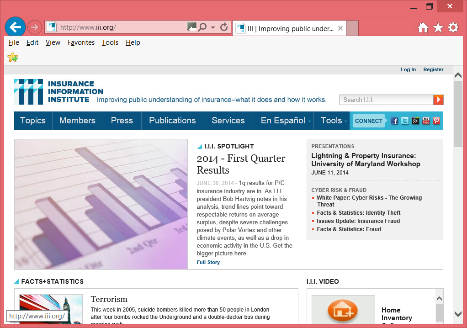 http://www.iii.org/
III | Improving public under...
File Edit View Favorites Tools Help
Log In Register
INSURANCE
INFORMATION
INSTITUTE Improving public understanding of insurance–what it does and how it works.
Search I.I.I.
Topics Members Press Publications Services En Español Tools CONNECT
I.I.I. SPOTLIGHT
2014 - First Quarter
Results
JUNE 30, 2014 - 1q results for P/C
insurance industry are in. As I.I.I.
president Bob Hartwig notes in his
analysis, trend lines point toward
respectable returns on average
surplus, despite severe challenges
posed by Polar Vortex and other
climate events, as well as a drop in
economic activity in the U.S. Get the
bigger picture here.
Full Story
PRESENTATIONS
Lightning & Property Insurance:
University of Maryland Workshop
JUNE 11, 2014
CYBER RISK & FRAUD
White Paper: Cyber Risks - The Growing
Threat
Facts & Statistics: Identity Theft
Issues Update: Insurance Fraud
Facts & Statistics: Fraud
2nd Qtr
FACTS+STATISTICS
Terrorism
This week in 2005, suicide bombers killed more than 50 people in London
after four bombs rocked the Underground and a double-decker bus during
I.I.I. VIDEO
Home
Inventory
http://www.iii.org/